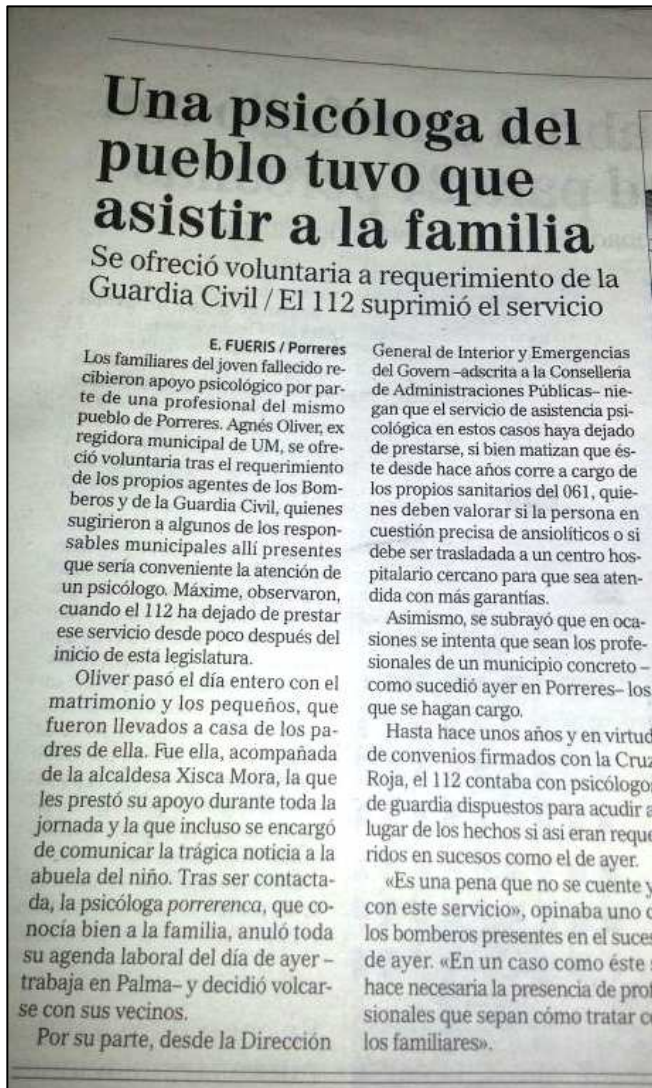 Una psicóloga del
pueblo tuvo que
asistir a la familia
Se ofreció voluntaria a requerimiento de la
Guardia Civil / El 112 suprimió el servicio
E. FUERIS / Porreres
Los familiares del joven fallecido re-
cibieron apoyo psicológico por par-
te de una profesional del mismo
pueblo de Porreres. Agnés Oliver, ex
regidora municipal de UM, se ofre-
ció voluntaria tras el requerimiento
de los propios agentes de los Bom-
beros y de la Guardia Civil, quienes
sugirieron a algunos de los respon-
sables municipales allí presentes
que sería conveniente la atención de
un psicólogo. Máxime, observaron,
cuando el 112 ha dejado de prestar
ese servicio desde poco después del
inicio de esta legislatura.
Oliver pasó el día entero con el
matrimonio y los pequeños, que
fueron llevados a casa de los pa-
dres de ella. Fue ella, acompañada
de la alcaldesa Xisca Mora, la que
les prestó su apoyo durante toda la
jornada y la que incluso se encargó
de comunicar la trágica noticia a la
abuela del niño. Tras ser contacta-
da, la psicóloga porrerenca, que co-
nocía bien a la familia, anuló toda
su agenda laboral del día de ayer –
trabaja en Palma– y decidió volcar-
se con sus vecinos.
Por su parte, desde la Dirección
General de Interior y Emergencias
del Govern –adscrita a la Conselleria
de Administraciones Públicas– nie-
gan que el servicio de asistencia psi-
cológica en estos casos haya dejado
de prestarse, si bien matizan que és-
te desde hace años corre a cargo de
los propios sanitarios del 061, quie-
nes deben valorar si la persona en
cuestión precisa de ansiolíticos o si
debe ser trasladada a un centro hos-
pitalario cercano para que sea aten-
dida con más garantías.
Asimismo, se subrayó que en oca-
siones se intenta que sean los profe-
sionales de un municipio concreto –
como sucedió ayer en Porreres– los
que se hagan cargo.
Hasta hace unos años y en virtud
de convenios firmados con la Cruz
Roja, el 112 contaba con psicólogos
de guardia dispuestos para acudir a
lugar de los hechos si asi eran reque
ridos en sucesos como el de ayer.
«Es una pena que no se cuente y
con este servicio», opinaba uno
los bomberos presentes en el suces
de ayer. «En un caso como éste
hace necesaria la presencia de prof
sionales que sepan cómo tratar c
los familiares».